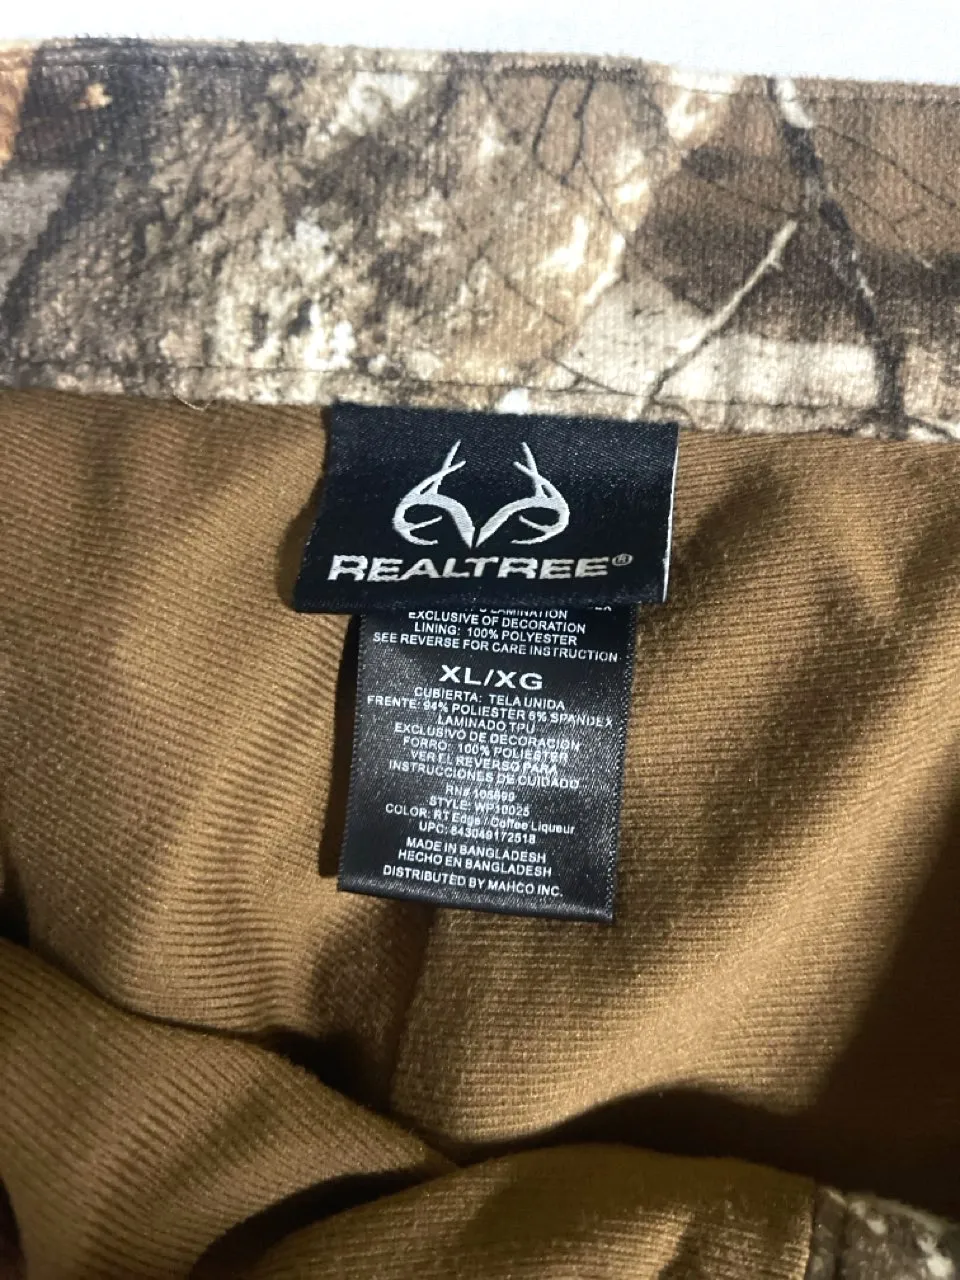 REALTREE®
LAMINATION
EXCLUSIVE OF DECORATION
LINING: 100% POLYESTER
SEE REVERSE FOR CARE INSTRUCTION
XL/XG
CUBIERTA: TELA UNIDA
FRENTE: 94% POLIESTER 6% SPANDEX
LAMINADO TPU
EXCLUSIVO DE DECORACION
FORRO: 100% POLIESTER
VER EL REVERSO PARA
INSTRUCCIONES DE CUIDADO
RN#
STYLE: WP10025
COLOR: RT Edge / Coffee Liqueur
UPC: 843049172518
MADE IN BANGLADESH
HECHO EN BANGLADESH
DISTRIBUTED BY MAHCO INC.